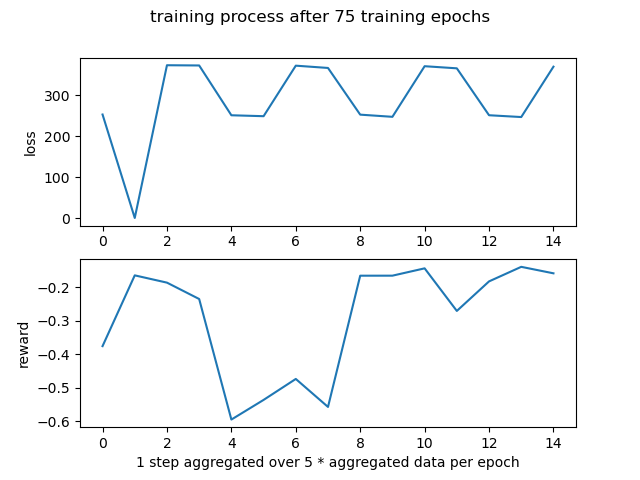 training process after 75 training epochs
300
200
100
0
loss
0 2 4 6 8 10 12 14
−0.2
−0.3
−0.4
−0.5
−0.6
reward
0 2 4 6 8 10 12 14
1 step aggregated over 5 * aggregated data per epoch